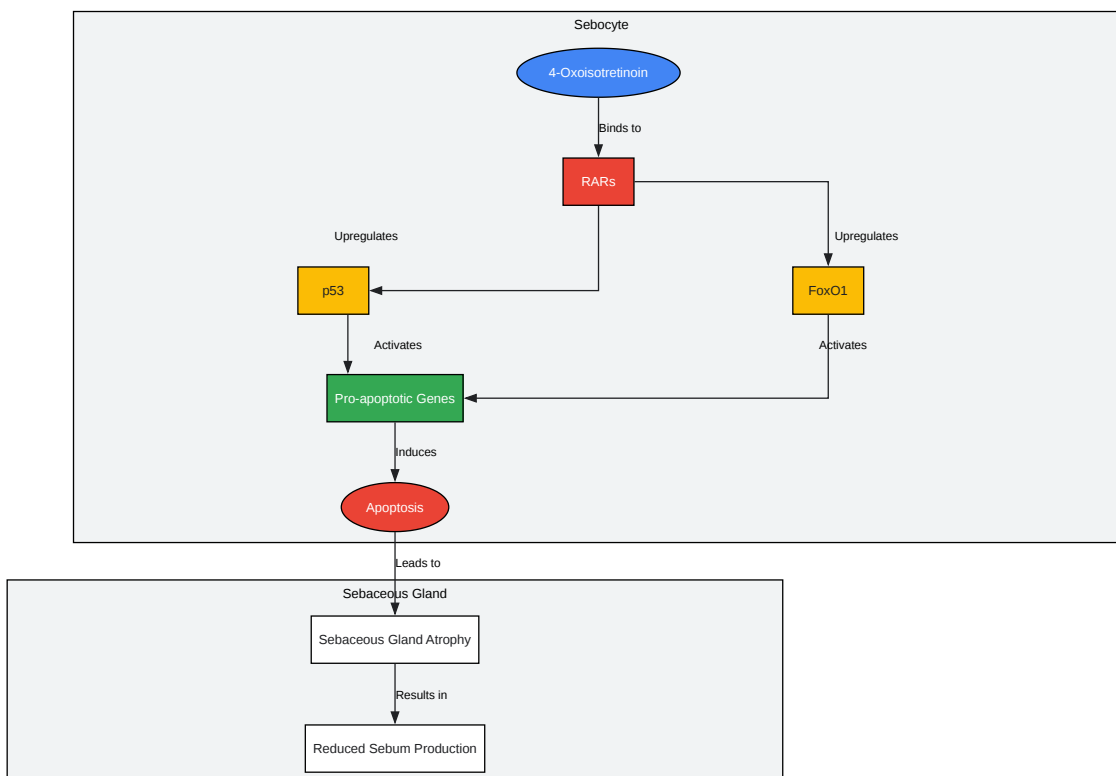 Sebocyte
4-Oxoisotretinoin
Binds to
RARs
Upregulates
Upregulates
p53
FoxO1
Activates
Activates
Pro-apoptotic Genes
Induces
Apoptosis
Leads to
Sebaceous Gland
Sebaceous Gland Atrophy
Results in
Reduced Sebum Production